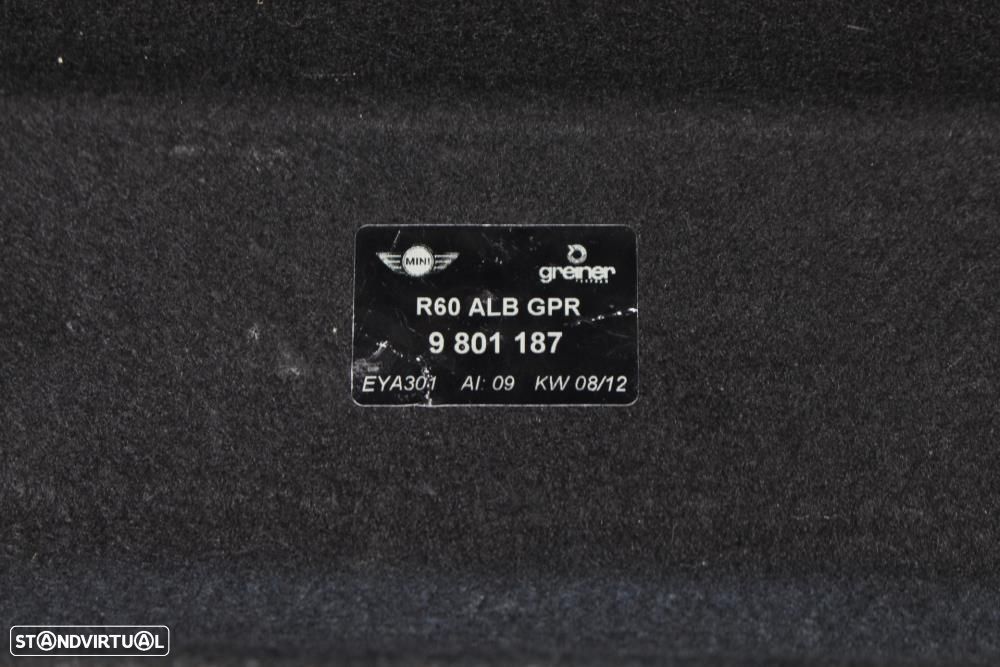 MINI
greiner
R60 ALB GPR
9 801 187
EYA301 AI: 09 KW 08/12
STANDVIRTUAL